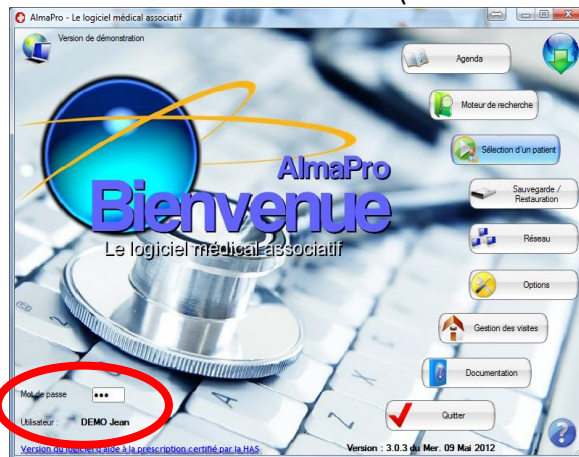 AlmaPro - Le logiciel médical associatif
Version de démonstration
Agenda
Moteur de recherche
Sélection d'un patient
AlmaPro
Bienvenue
Le logiciel médical associatif
Sauvegarde /
Restauration
Réseau
Options
Gestion des visites
Documentation
Mot de passe
Quitter
Utilisateur : DEMO Jean
Version du logiciel d'aide à la prescription certifié par la HAS
Version : 3.0.3 du Mer. 09 Mai 2012